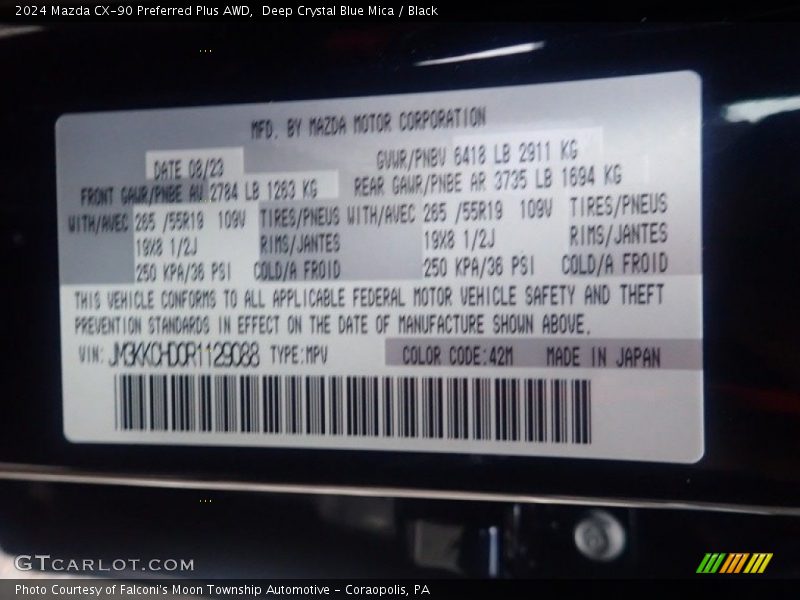 2024 Mazda CX-90 Preferred Plus AWD,  Deep Crystal Blue Mica / Black
MFD. BY MAZDA MOTOR CORPORATION
DATE 08/23 GVWR/PNBV 6418 LB 2911 KG
FRONT GAWR/PNBE AV 2784 LB 1263 KG REAR GAWR/PNBE AR 3735 LB 1694 KG
WITH/AVEC 265 /55R19 109V TIRES/PNEUS WITH/AVEC 265 /55R19 109V TIRES/PNEUS
19X8 1/2J RIMS/JANTES 19X8 1/2J RIMS/JANTES
250 KPA/36 PSI COLD/A FROID 250 KPA/36 PSI COLD/A FROID
THIS VEHICLE CONFORMS TO ALL APPLICABLE FEDERAL MOTOR VEHICLE SAFETY AND THEFT
PREVENTION STANDARDS IN EFFECT ON THE DATE OF MANUFACTURE SHOWN ABOVE.
VIN: JM3KKCHD0R1129088 TYPE:MPV COLOR CODE:42M MADE IN JAPAN
GTCARLOT.COM
Photo Courtesy of Falconi's Moon Township Automotive - Coraopolis, PA